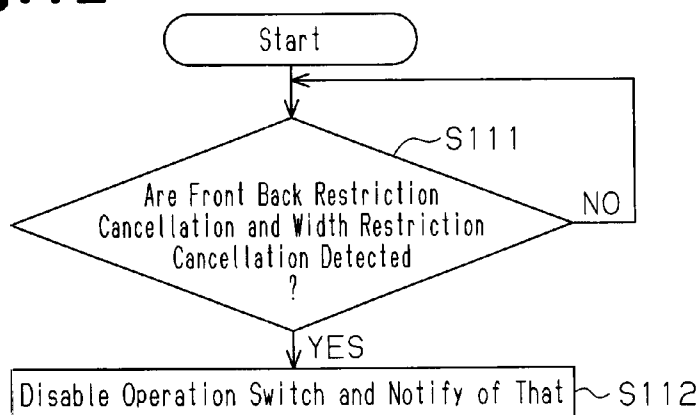 Start
S111
Are Front Back Restriction
Cancellation and Width Restriction
Cancellation Detected
?
NO
YES
Disable Operation Switch and Notify of That
S112